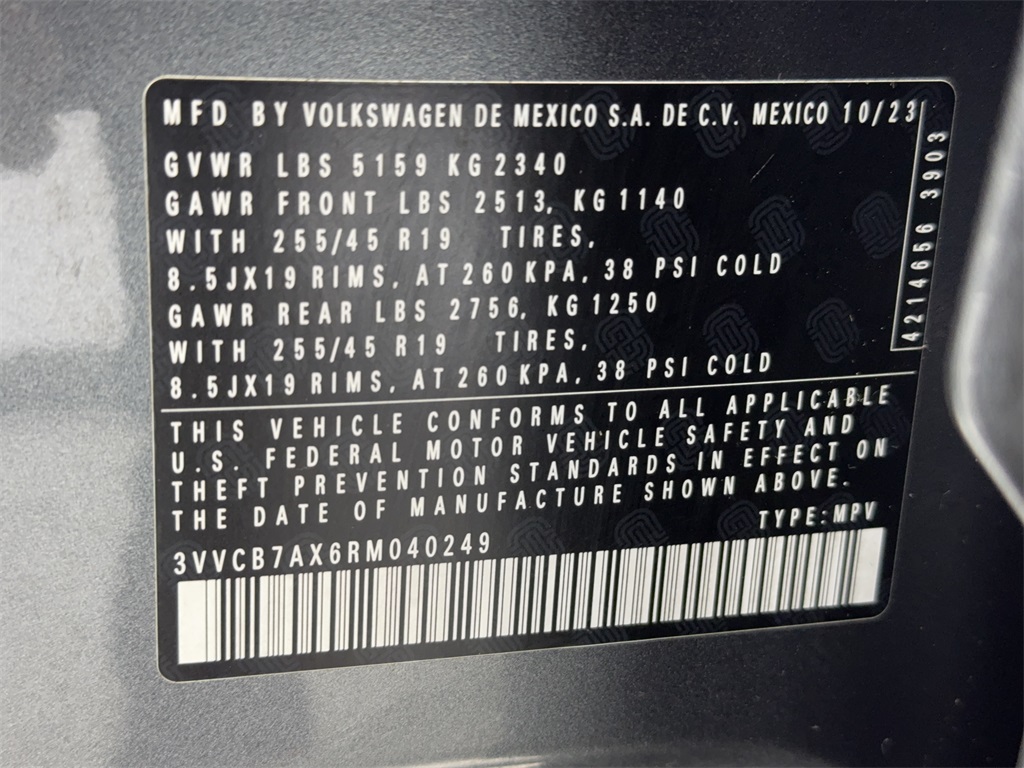 MFD BY VOLKSWAGEN DE MEXICO S.A. DE C.V. MEXICO 10/23
GVWR LBS 5159 KG 2340
GAWR FRONT LBS 2513, KG 1140
WITH 255/45 R19 TIRES,
8.5JX19 RIMS, AT 260 KPA, 38 PSI COLD
GAWR REAR LBS 2756, KG 1250
WITH 255/45 R19 TIRES,
8.5JX19 RIMS, AT 260 KPA, 38 PSI COLD
4214656 3903
THIS VEHICLE CONFORMS TO ALL APPLICABLE
U.S. FEDERAL MOTOR VEHICLE SAFETY AND
THEFT PREVENTION STANDARDS IN EFFECT ON
THE DATE OF MANUFACTURE SHOWN ABOVE.
TYPE: MPV
3VVCB7AX6RM040249